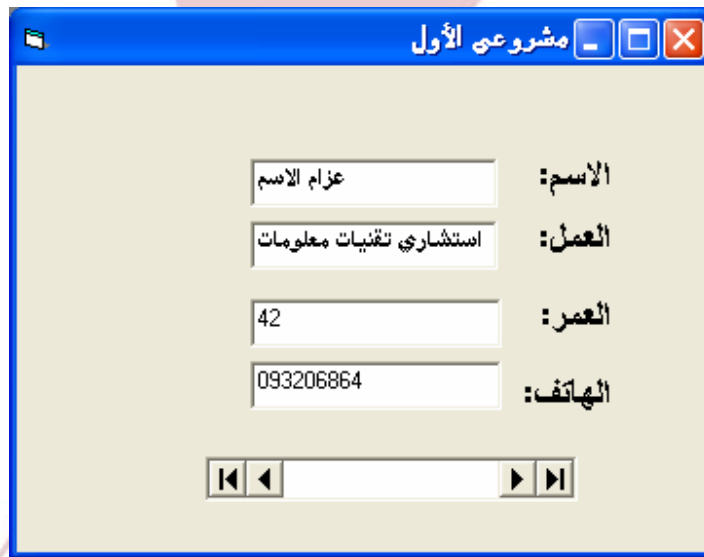 مشروعي الأول
الاسم: عزام الاسم
العمل: استشاري تقنيات معلومات
العمر: 42
الهاتف: 093206864